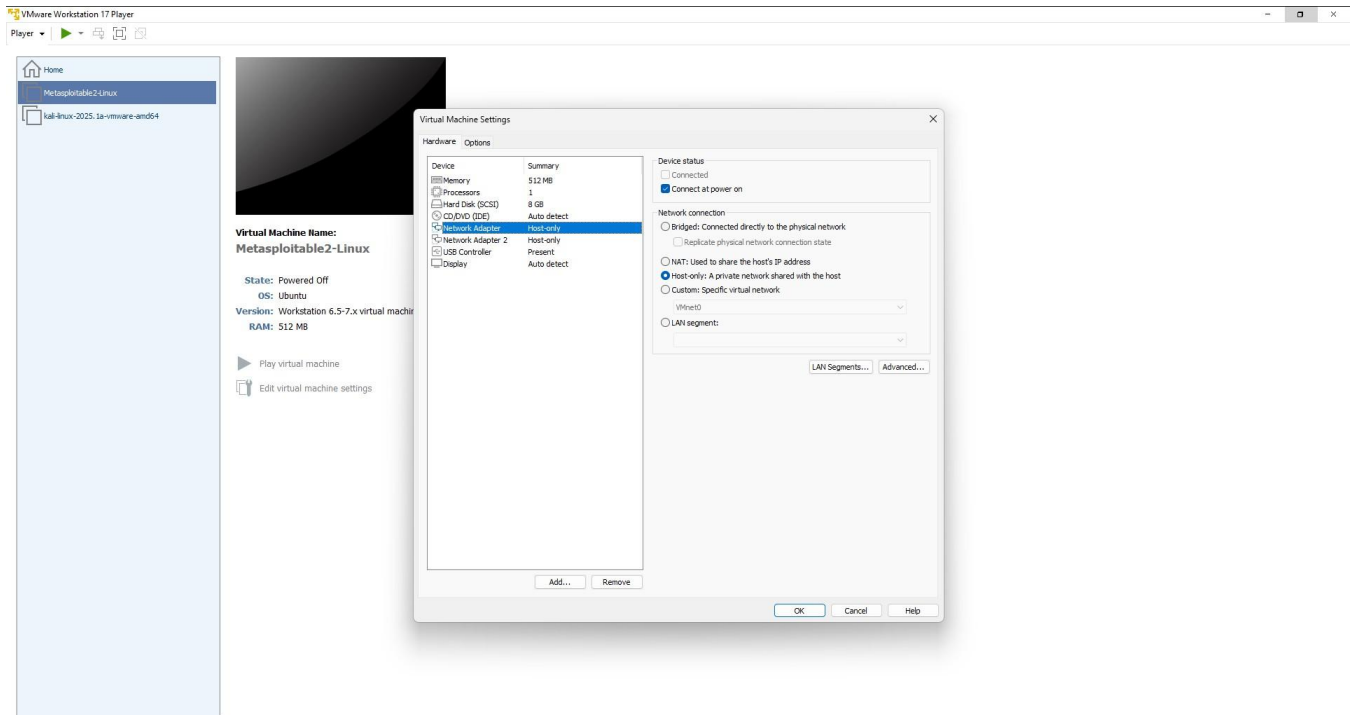 VMware Workstation 17 Player
Player
Home
Metasploitable2-Linux
kali-linux-2025.1a-vmware-amd64
Virtual Machine Name:
Metasploitable2-Linux
State: Powered Off
OS: Ubuntu
Version: Workstation 6.5-7.x virtual machin
RAM: 512 MB
Play virtual machine
Edit virtual machine settings
Virtual Machine Settings
Hardware Options
Device Summary
Memory 512 MB
Processors 1
Hard Disk (SCSI) 8 GB
CD/DVD (IDE) Auto detect
Network Adapter Host-only
Network Adapter 2 Host-only
USB Controller Present
Display Auto detect
Add... Remove
Device status
Connected
Connect at power on
Network connection
Bridged: Connected directly to the physical network
Replicate physical network connection state
NAT: Used to share the host's IP address
Host-only: A private network shared with the host
Custom: Specific virtual network
VMnet0
LAN segment:
LAN Segments... Advanced...
OK Cancel Help